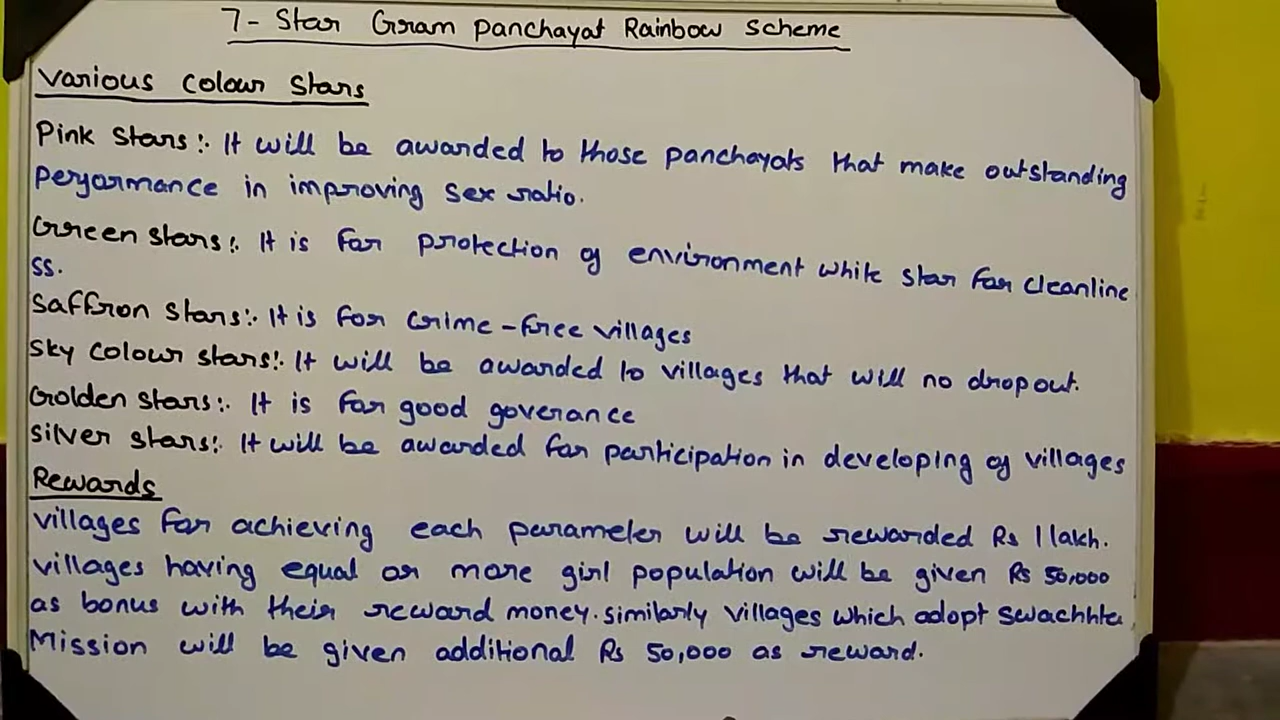 7- Star Gram panchayat Rainbow scheme
Various Colour Stars
Pink Stars:. It will be awarded to those panchayats that make outstanding
performance in improving sex ratio.
Green stars:. It is for protection of environment white star for cleanline
ss.
Saffron stars:. It is for crime-free villages
Sky colour stars:. It will be awarded to villages that will no dropout.
Golden stars:. It is for good goverance
Silver stars:. It will be awarded for participation in developing of villages
Rewards
Villages for achieving each parameter will be rewarded Rs 1 lakh.
villages having equal or more girl population will be given Rs 50,000
as bonus with their reward money. similarly villages which adopt swachhta
Mission will be given additional Rs 50,000 as reward.